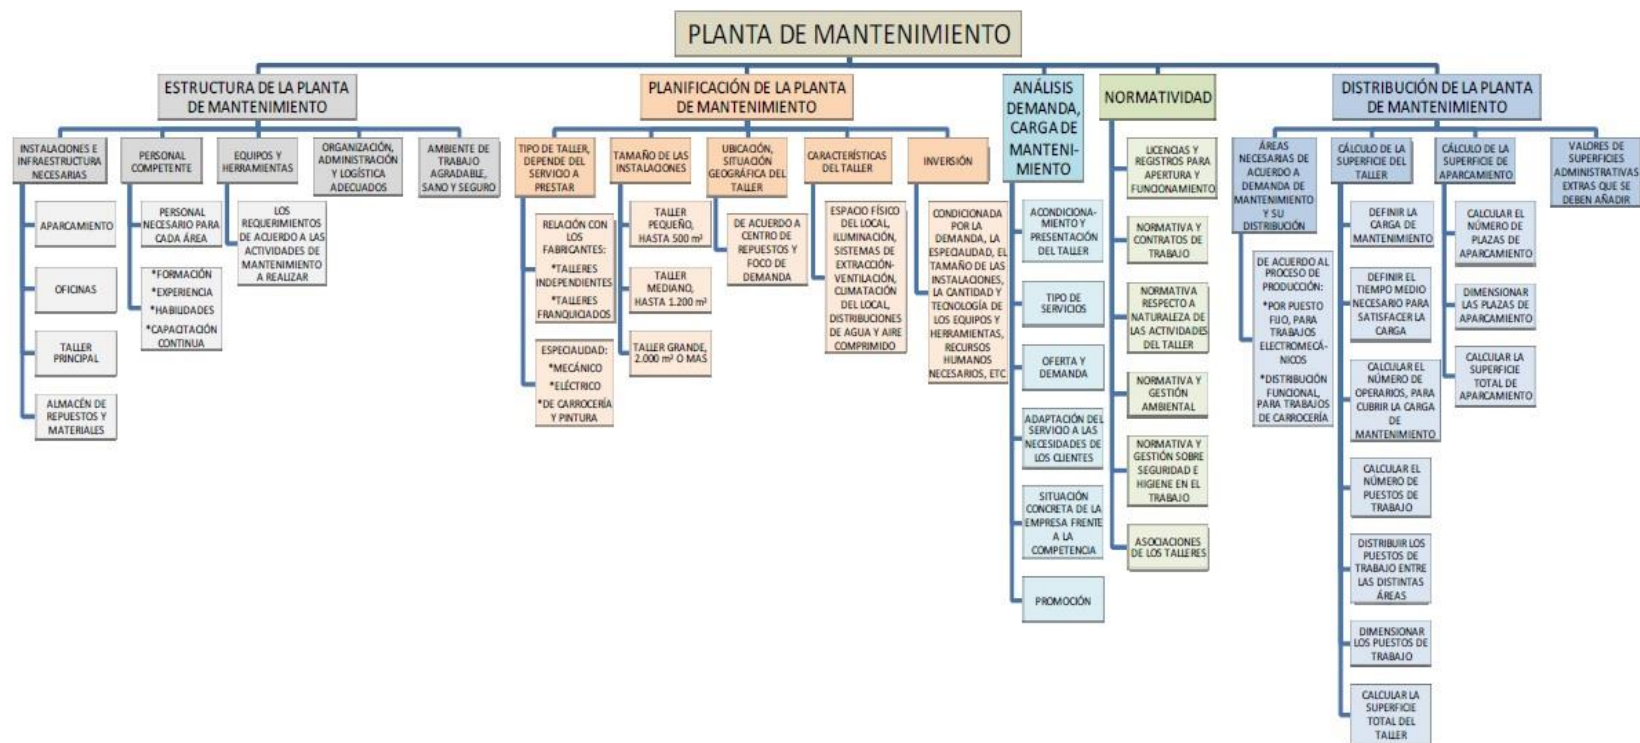 PLANTA DE MANTENIMIENTO
ESTRUCTURA DE LA PLANTA
DE MANTENIMIENTO
INSTALACIONES E
INFRAESTRUCTURA
NECESARIAS
APARCAMIENTO
OFICINAS
TALLER
PRINCIPAL
ALMACÉN DE
REPUESTOS Y
MATERIALES
PERSONAL
COMPETENTE
PERSONAL
NECESARIO PARA
CADA ÁREA
*FORMACIÓN
*EXPERIENCIA
*HABILIDADES
*CAPACITACIÓN
CONTINUA
EQUIPOS Y
HERRAMIENTAS
LOS
REQUERIMIENTOS
DE ACUERDO A LAS
ACTIVIDADES DE
MANTENIMIENTO
A REALIZAR
ORGANIZACIÓN,
ADMINISTRACIÓN
Y LOGÍSTICA
ADECUADOS
AMBIENTE DE
TRABAJO
AGRADABLE,
SANO Y SEGURO
PLANIFICACIÓN DE LA PLANTA
DE MANTENIMIENTO
TIPO DE TALLER,
DEPENDE DEL
SERVICIO A
PRESTAR
RELACIÓN CON
LOS
FABRICANTES:
*TALLERES
INDEPENDIENTES
*TALLERES
FRANQUICIADOS
ESPECIALIDAD:
*MECÁNICO
*ELÉCTRICO
*DE CARROCERÍA
Y PINTURA
TAMAÑO DE LAS
INSTALACIONES
TALLER
PEQUEÑO,
HASTA 500 m²
TALLER
MEDIANO,
HASTA 1.200 m²
TALLER GRANDE,
2.000 m² O MAS
UBICACIÓN,
SITUACIÓN
GEOGRÁFICA DEL
TALLER
DE ACUERDO A
CENTRO DE
REPUESTOS Y
FOCO DE
DEMANDA
CARACTERÍSTICAS
DEL TALLER
ESPACIO FÍSICO
DEL LOCAL,
ILUMINACIÓN,
SISTEMAS DE
EXTRACCIÓN-
VENTILACIÓN,
CLIMATACIÓN
DEL LOCAL,
DISTRIBUCIONES
DE AGUA Y AIRE
COMPRIMIDO
INVERSIÓN
CONDICIONADA
POR LA
DEMANDA, LA
ESPECIALIDAD, EL
TAMAÑO DE LAS
INSTALACIONES,
LA CANTIDAD Y
TECNOLOGÍA DE
LOS EQUIPOS Y
HERRAMIENTAS,
RECURSOS
HUMANOS
NECESARIOS, ETC
ANÁLISIS
DEMANDA,
CARGA DE
MANTENI-
MIENTO
ACONDICIONA-
MIENTO Y
PRESENTACIÓN
DEL TALLER
TIPO DE
SERVICIOS
OFERTA Y
DEMANDA
ADAPTACIÓN DEL
SERVICIO A LAS
NECESIDADES DE
LOS CLIENTES
SITUACIÓN
CONCRETA DE LA
EMPRESA FRENTE
A LA
COMPETENCIA
PROMOCIÓN
NORMATIVIDAD
LICENCIAS Y
REGISTROS PARA
APERTURA Y
FUNCIONAMIENTO
NORMATIVA Y
CONTRATOS DE
TRABAJO
NORMATIVA
RESPECTO A
NATURALEZA DE
LAS ACTIVIDADES
DEL TALLER
NORMATIVA Y
GESTIÓN
AMBIENTAL
NORMATIVA Y
GESTIÓN SOBRE
SEGURIDAD E
HIGIENE EN EL
TRABAJO
ASOCIACIONES
DE LOS TALLERES
DISTRIBUCIÓN DE LA PLANTA
DE MANTENIMIENTO
ÁREAS
NECESARIAS DE
ACUERDO A
DEMANDA DE
MANTENIMIENTO
Y SU
DISTRIBUCIÓN
DE ACUERDO AL
PROCESO DE
PRODUCCIÓN:
*POR PUESTO
FIJO, PARA
TRABAJOS
ELECTROMECÁ-
NICOS
*DISTRIBUCIÓN
FUNCIONAL,
PARA TRABAJOS
DE CARROCERÍA
CÁLCULO DE LA
SUPERFICIE DEL
TALLER
DEFINIR LA
CARGA DE
MANTENIMIENTO
DEFINIR EL
TIEMPO MEDIO
NECESARIO PARA
SATISFACER LA
CARGA
CALCULAR EL
NÚMERO DE
OPERARIOS, PARA
CUBRIR LA CARGA
DE
MANTENIMIENTO
CALCULAR EL
NÚMERO DE
PUESTOS DE
TRABAJO
DISTRIBUIR LOS
PUESTOS DE
TRABAJO ENTRE
LAS DISTINTAS
ÁREAS
DIMENSIONAR
LOS PUESTOS DE
TRABAJO
CALCULAR LA
SUPERFICIE
TOTAL DEL
TALLER
CÁLCULO DE LA
SUPERFICIE DE
APARCAMIENTO
CALCULAR EL
NÚMERO DE
PLAZAS DE
APARCAMIENTO
DIMENSIONAR
LAS PLAZAS DE
APARCAMIENTO
CALCULAR LA
SUPERFICIE
TOTAL DE
APARCAMIENTO
VALORES DE
SUPERFICIES
ADMINISTRATIVAS
EXTRAS QUE SE
DEBEN AÑADIR